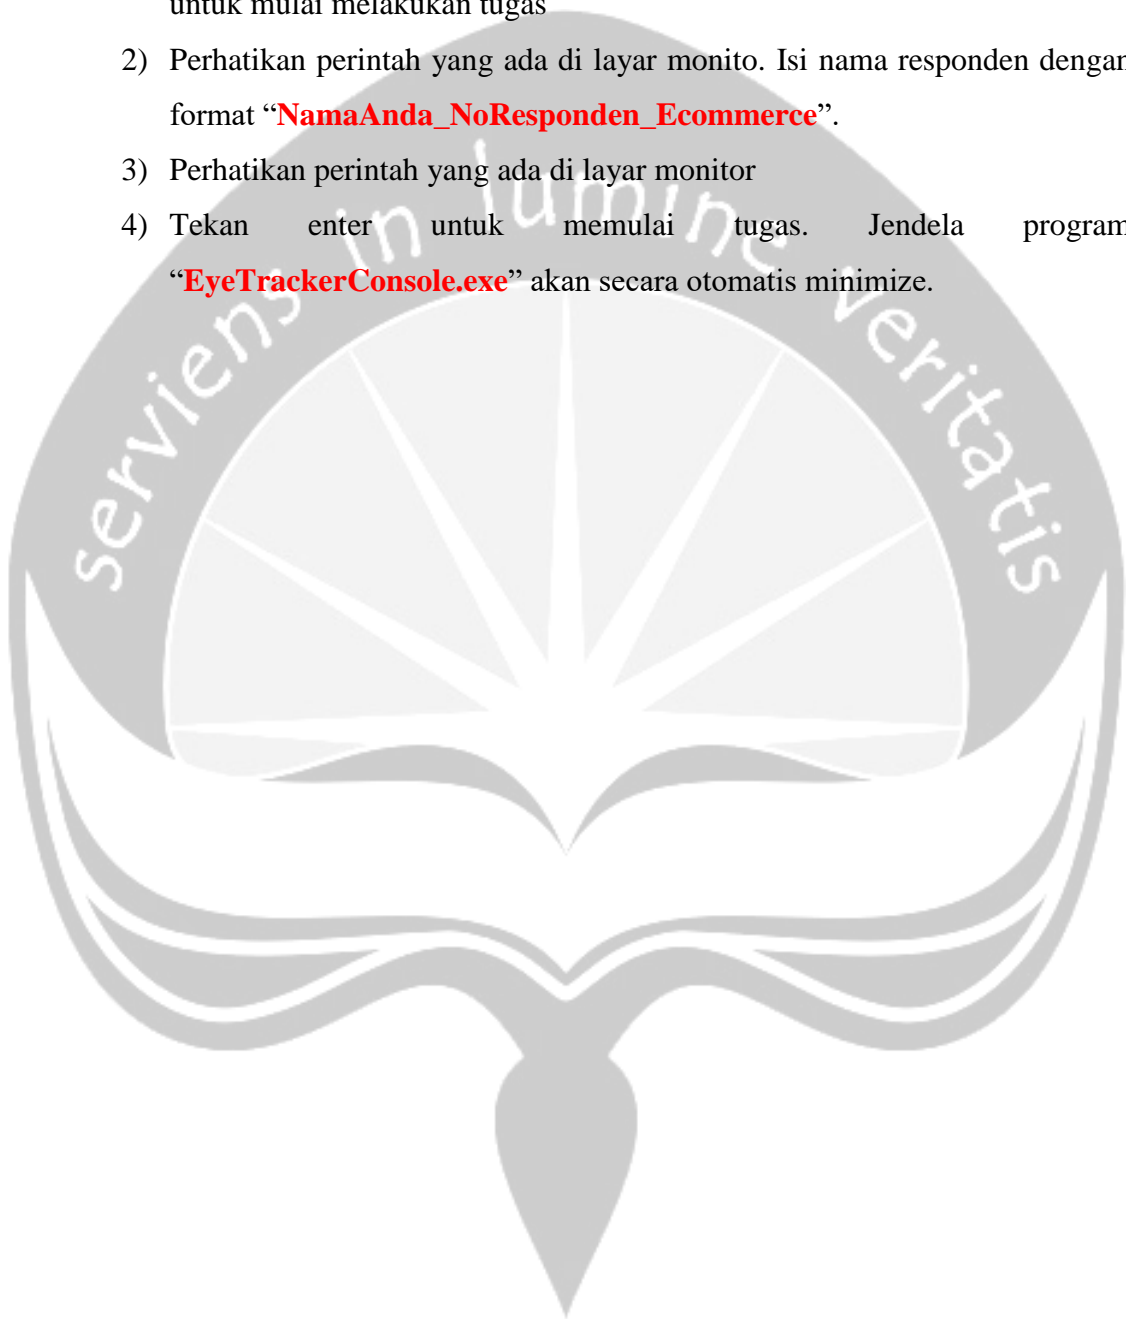 untuk mulai melakukan tugas
2) Perhatikan perintah yang ada di layar monito. Isi nama responden dengan
format “NamaAnda_NoResponden_Ecommerce”.
3) Perhatikan perintah yang ada di layar monitor
4) Tekan enter untuk memulai tugas. Jendela program
“EyeTrackerConsole.exe” akan secara otomatis minimize.
serviens in lumine veritatis